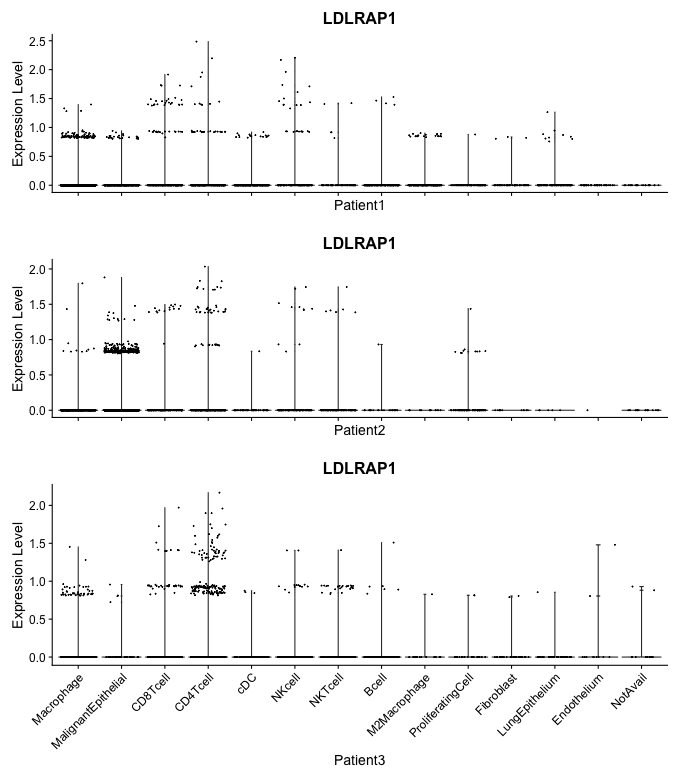 LDLRAP1
Expression Level
2.5
2.0
1.5
1.0
0.5
0.0
Patient1
LDLRAP1
Expression Level
2.0
1.5
1.0
0.5
0.0
Patient2
LDLRAP1
Expression Level
2.0
1.5
1.0
0.5
0.0
Macrophage
MalignantEpithelial
CD8Tcell
CD4Tcell
cDC
NKcell
NKTcell
Bcell
M2Macrophage
ProliferatingCell
Fibroblast
LungEpithelium
Endothelium
NotAvail
Patient3